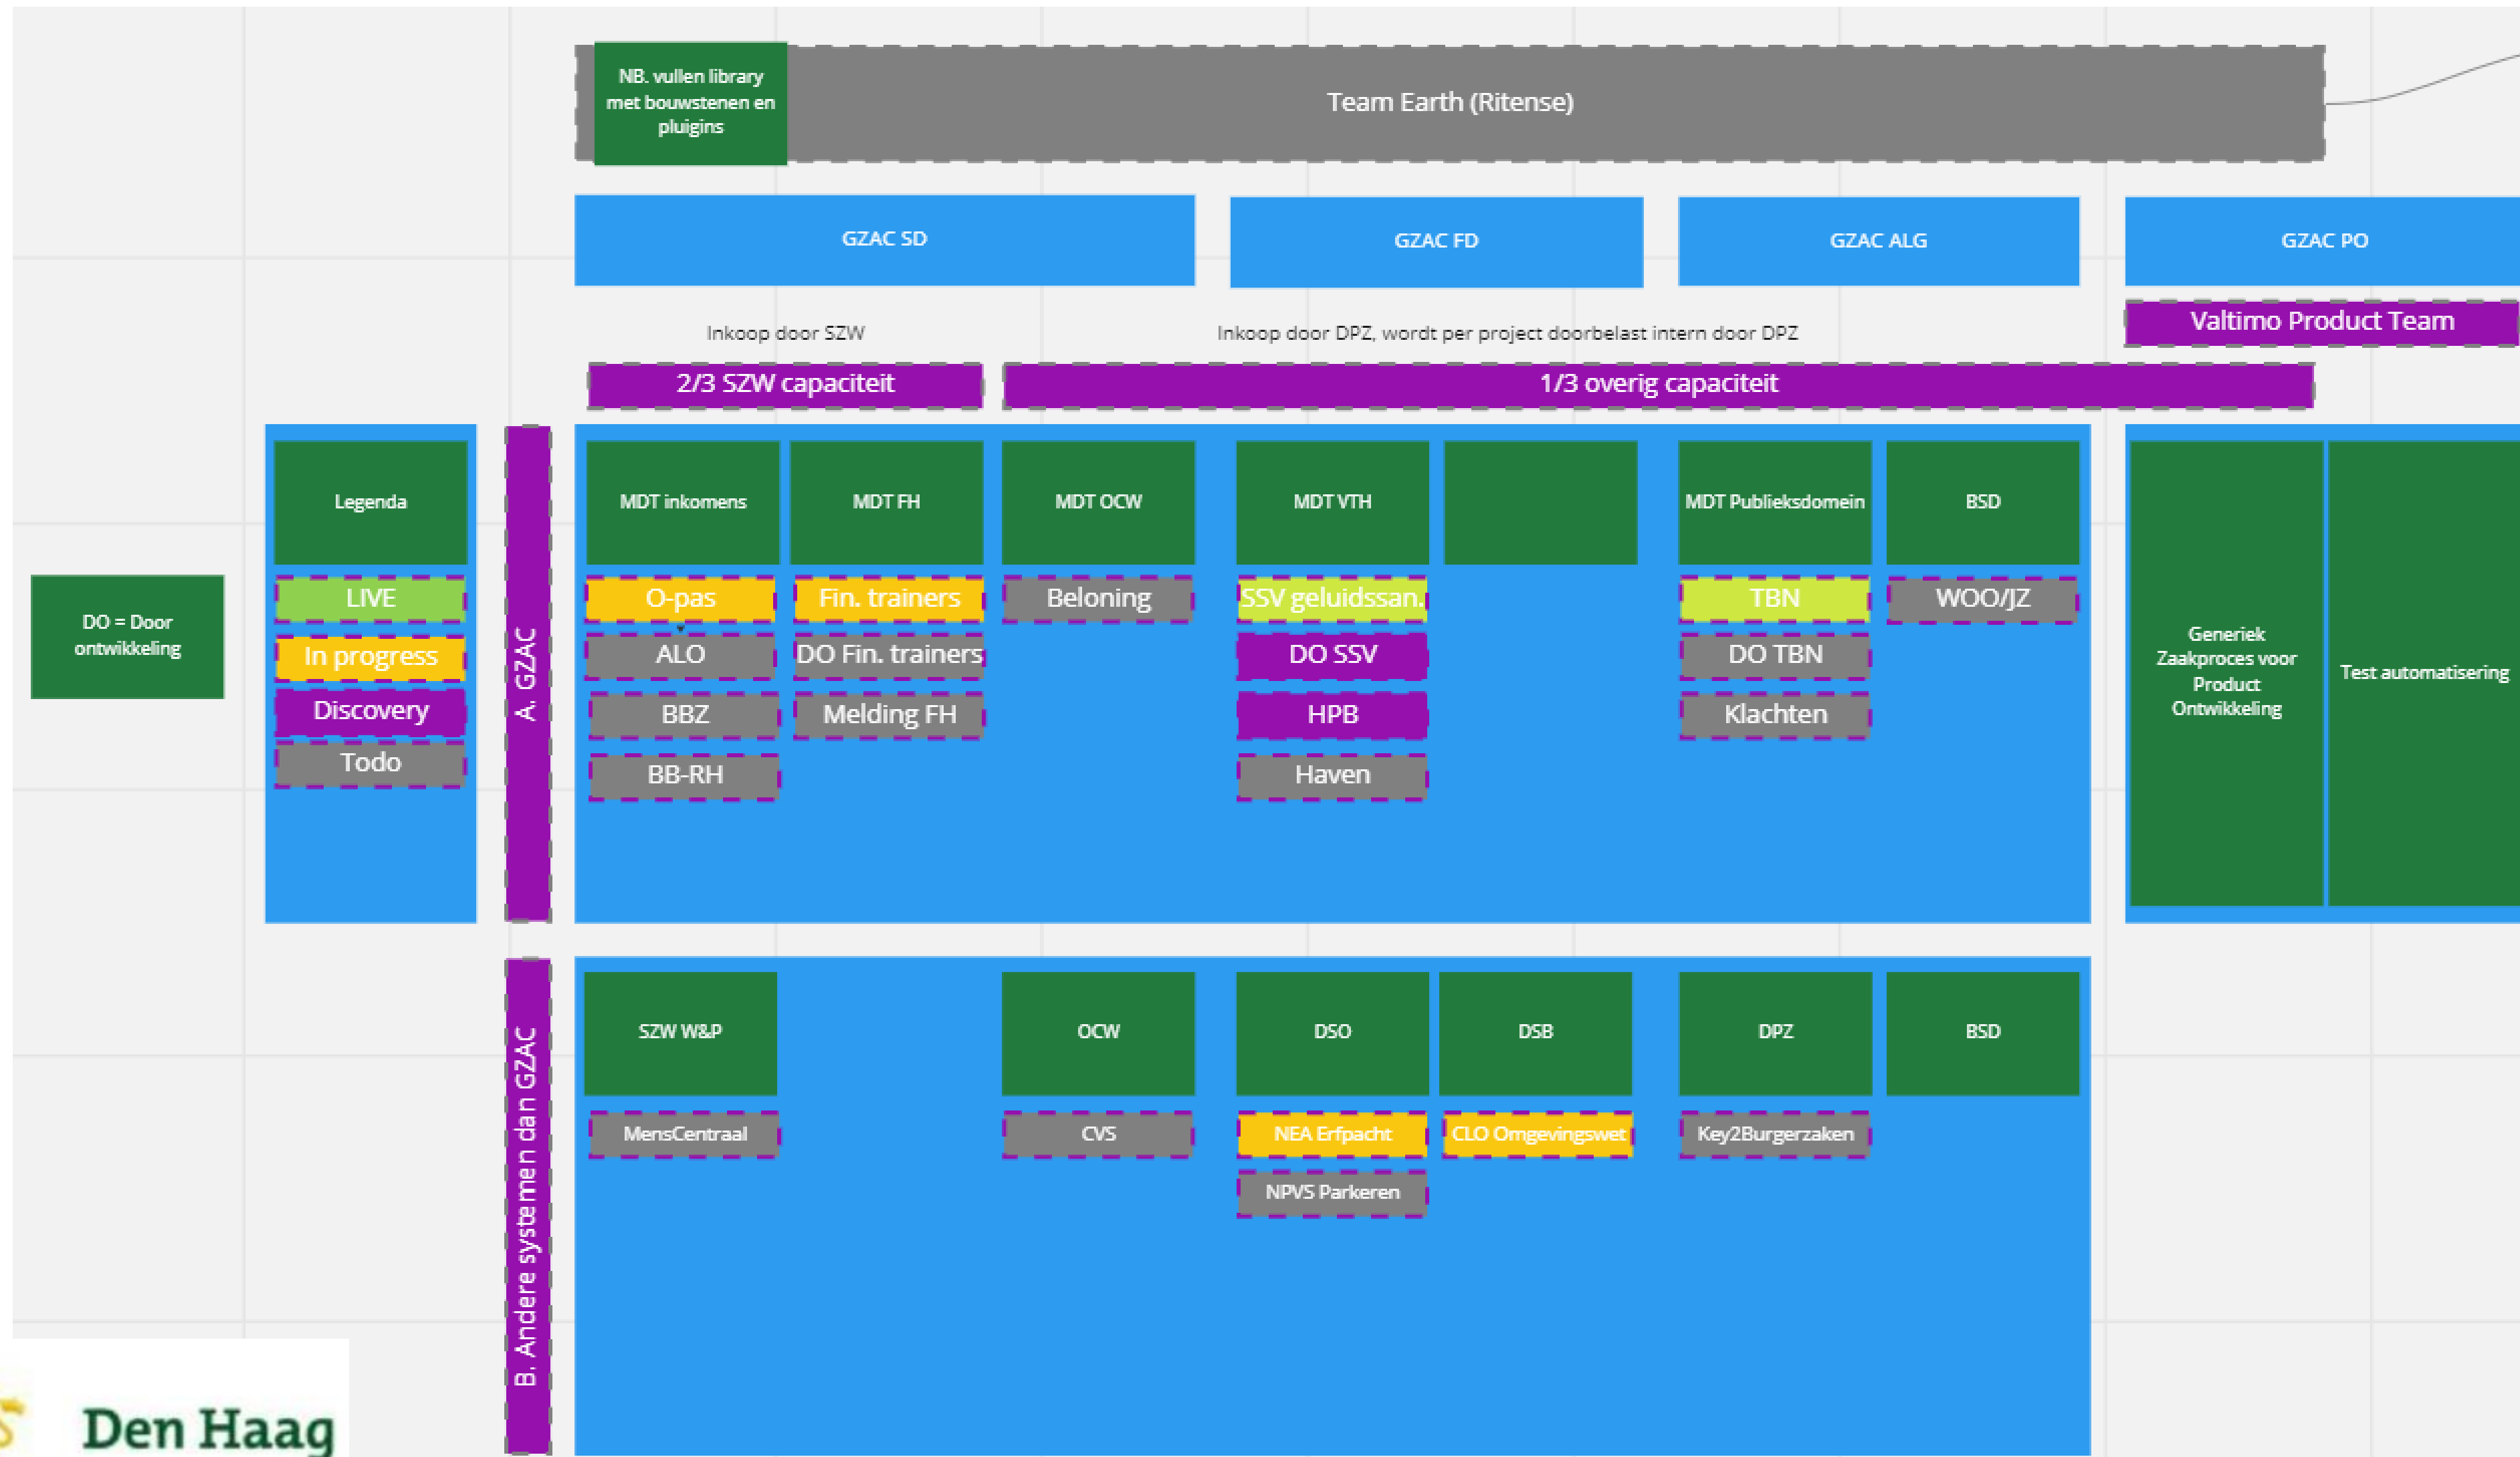 NB. vullen library
met bouwstenen en
pluigins
Team Earth (Ritense)
GZAC SD
GZAC FD
GZAC ALG
GZAC PO
Inkoop door SZW
Inkoop door DPZ, wordt per project doorbelast intern door DPZ
Valtimo Product Team
2/3 SZW capaciteit
1/3 overig capaciteit
DO = Door
ontwikkeling
Legenda
LIVE
In progress
Discovery
Todo
A. GZAC
MDT inkomens
O-pas
ALO
BBZ
BB-RH
MDT FH
Fin. trainers
DO Fin. trainers
Melding FH
MDT OCW
Beloning
MDT VTH
SSV geluidssan.
DO SSV
HPB
Haven
MDT Publieksdomein
TBN
DO TBN
Klachten
BSD
WOO/JZ
Generiek
Zaakproces voor
Product
Ontwikkeling
Test automatisering
B. Andere systemen dan GZAC
SZW W&P
MensCentraal
OCW
CVS
DSO
NEA Erfpacht
NPVS Parkeren
DSB
CLO Omgevingswet
DPZ
Key2Burgerzaken
BSD
Den Haag